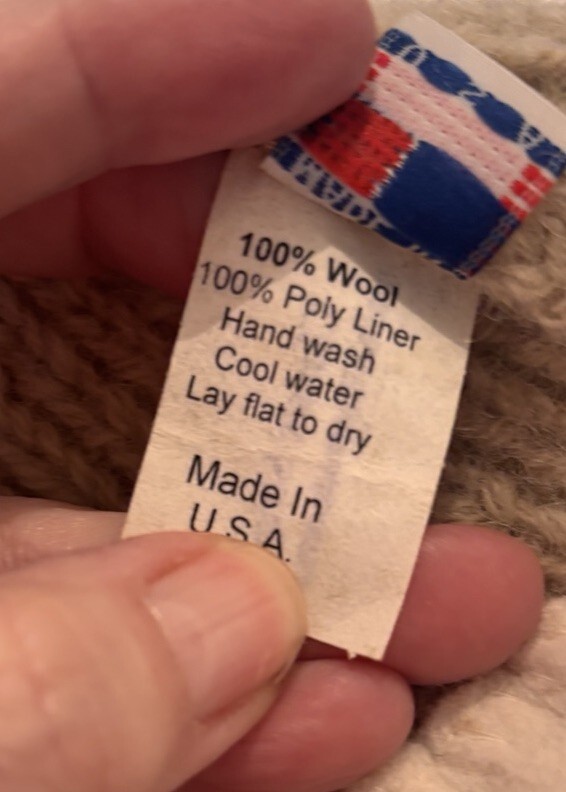 U S A
100% Wool
100% Poly Liner
Hand wash
Cool water
Lay flat to dry
Made In
U.S.A.